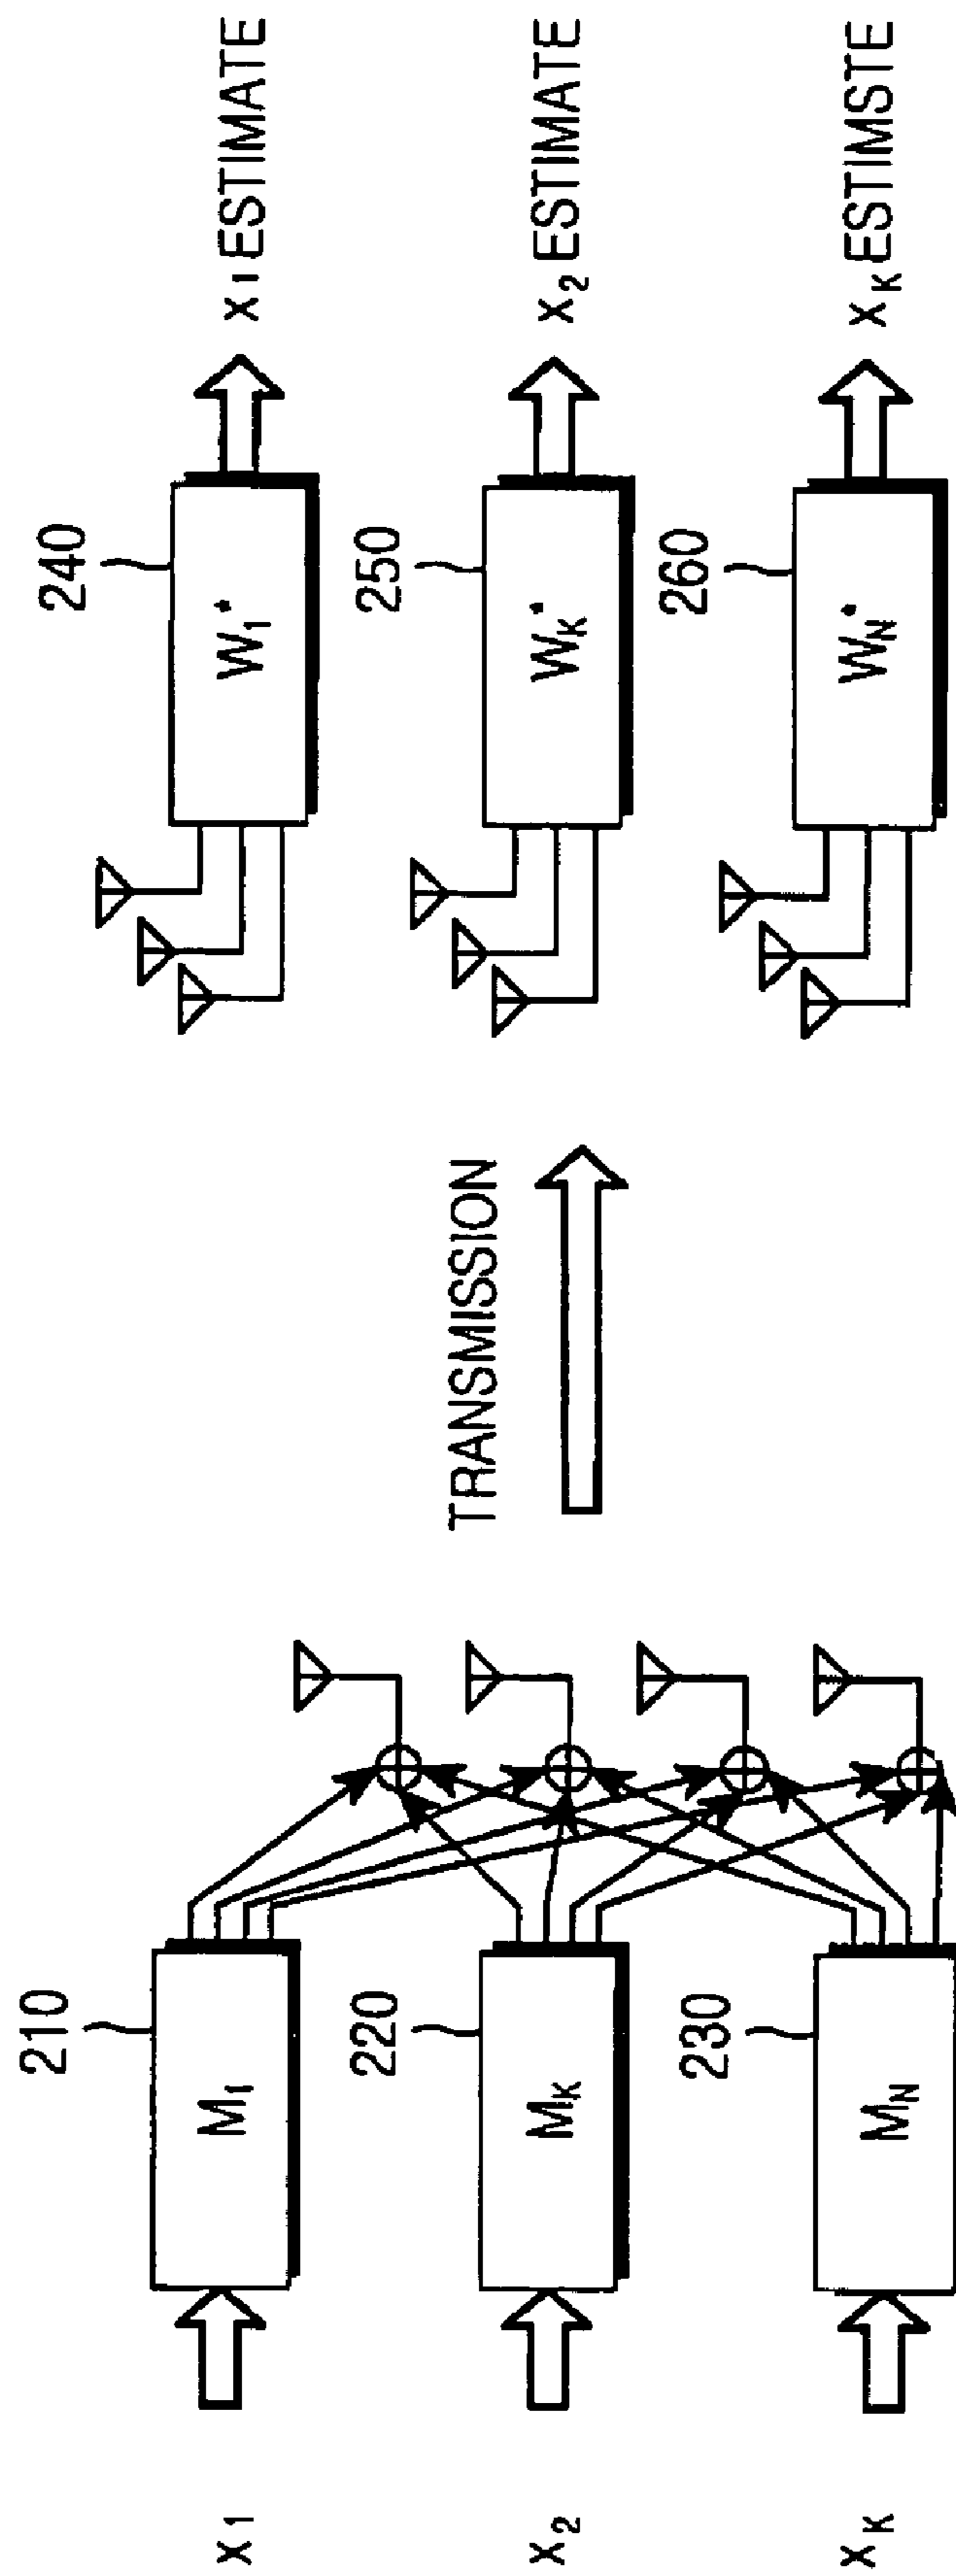 X1
X2
XK
210
M1
220
MK
230
MN
TRANSMISSION
240
W1*
250
WK*
260
WN*
X1 ESTIMATE
X2 ESTIMATE
XK ESTIMSTE